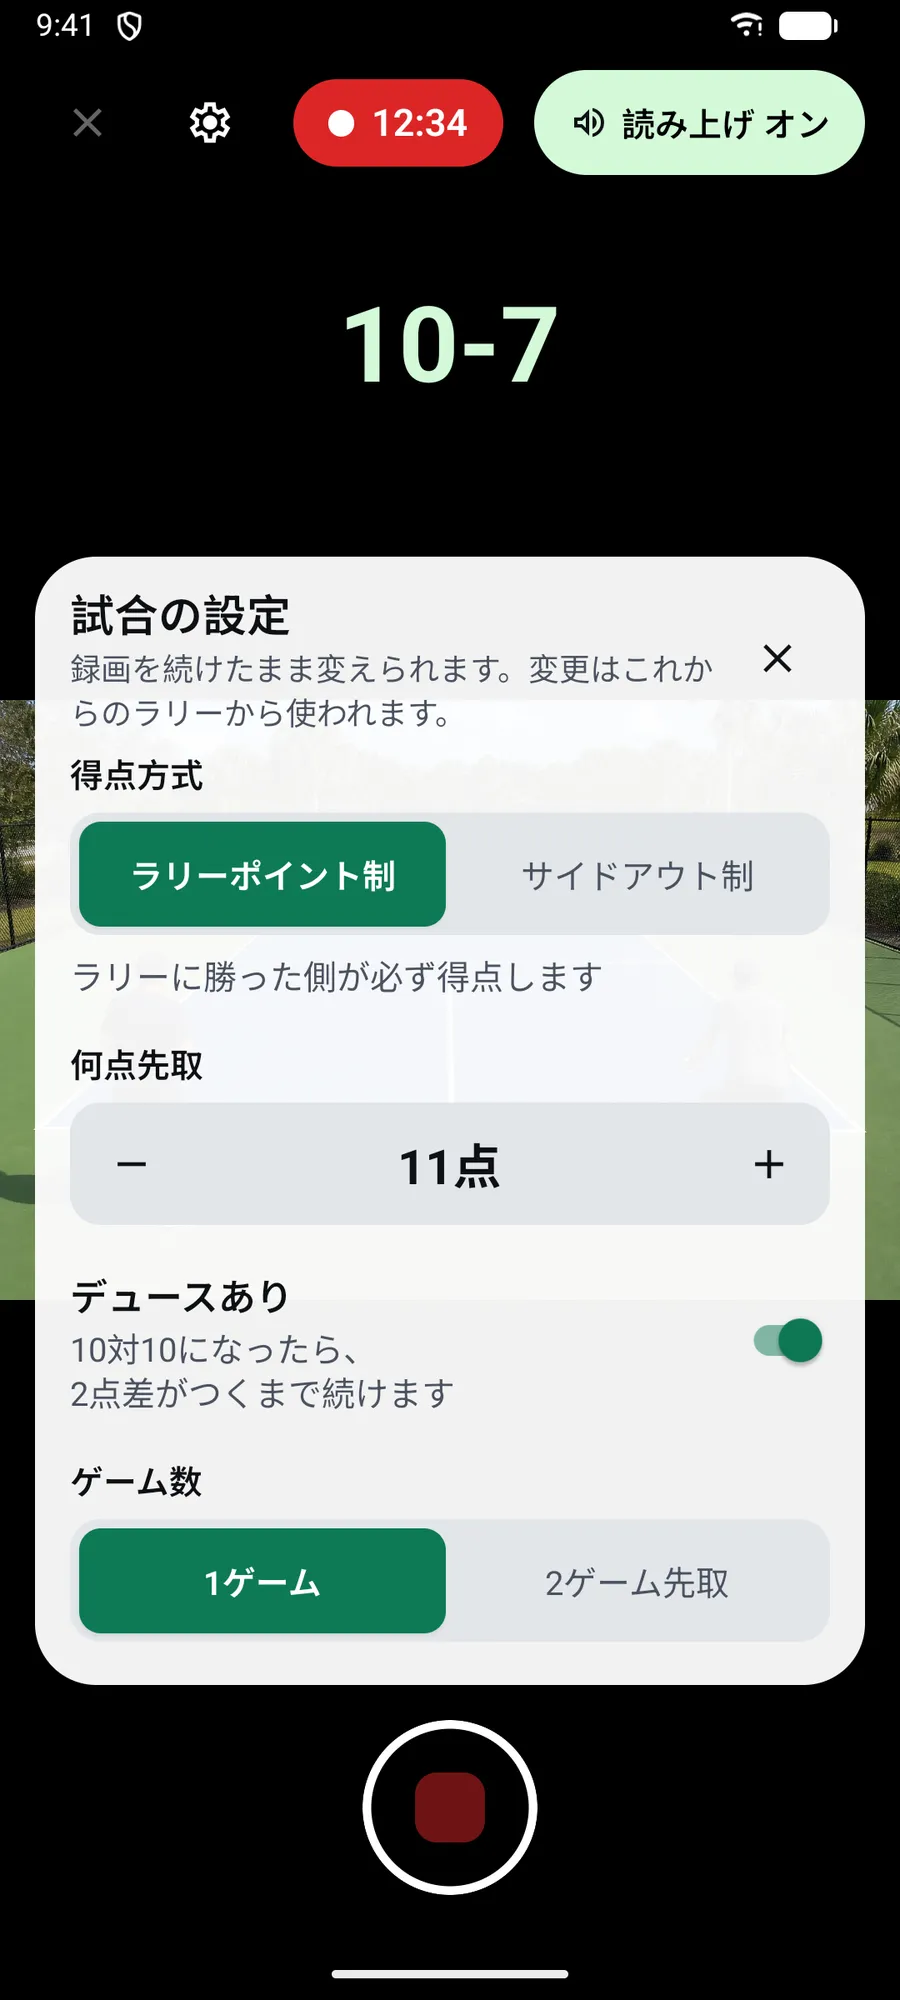 9:41
12:34
読み上げ オン
10-7
試合の設定
録画を続けたまま変えられます。変更はこれか
らのラリーから使われます。
得点方式
ラリーポイント制
サイドアウト制
ラリーに勝った側が必ず得点します
何点先取
− 11点 +
デュースあり
10対10になったら、
2点差がつくまで続けます
ゲーム数
1ゲーム
2ゲーム先取